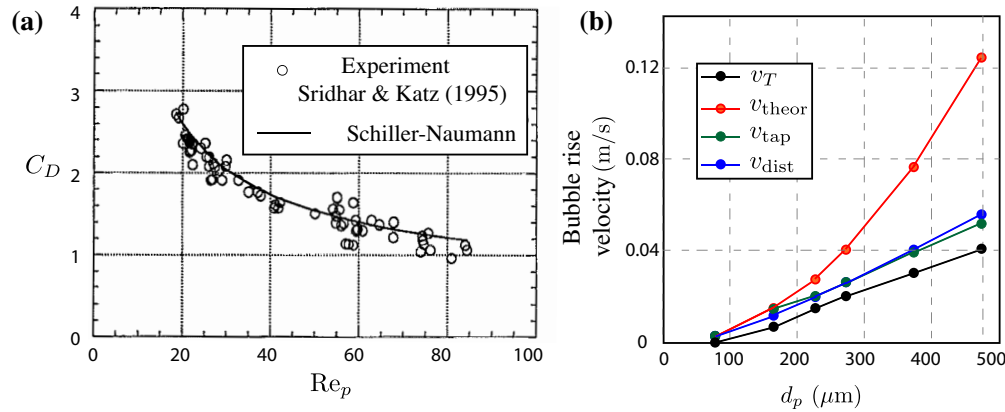 (a)
4
3
2
1
0
C_D
0
20
40
60
80
100
Re_p
Experiment
Sridhar & Katz (1995)
Schiller-Naumann
(b)
Bubble rise
velocity (m/s)
0.12
0.08
0.04
0
v_T
v_theor
v_tap
v_dist
100
200
300
400
500
d_p (μm)